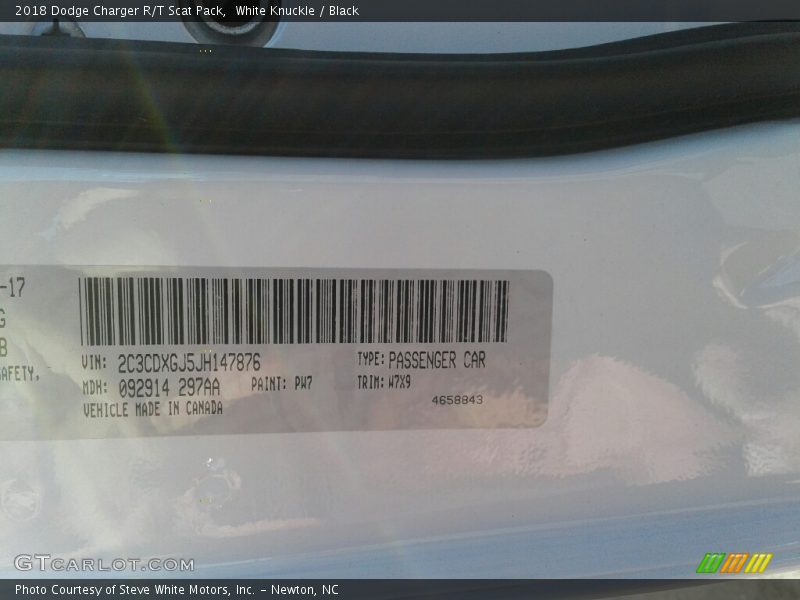 2018 Dodge Charger R/T Scat Pack, White Knuckle / Black
-17
G
B
SAFETY,
VIN: 2C3CDXGJ5JH147876
TYPE: PASSENGER CAR
MDH: 092914 297AA
PAINT: PW7
TRIM: W7X9
VEHICLE MADE IN CANADA
4658843
GTCARLOT.COM
Photo Courtesy of Steve White Motors, Inc. – Newton, NC